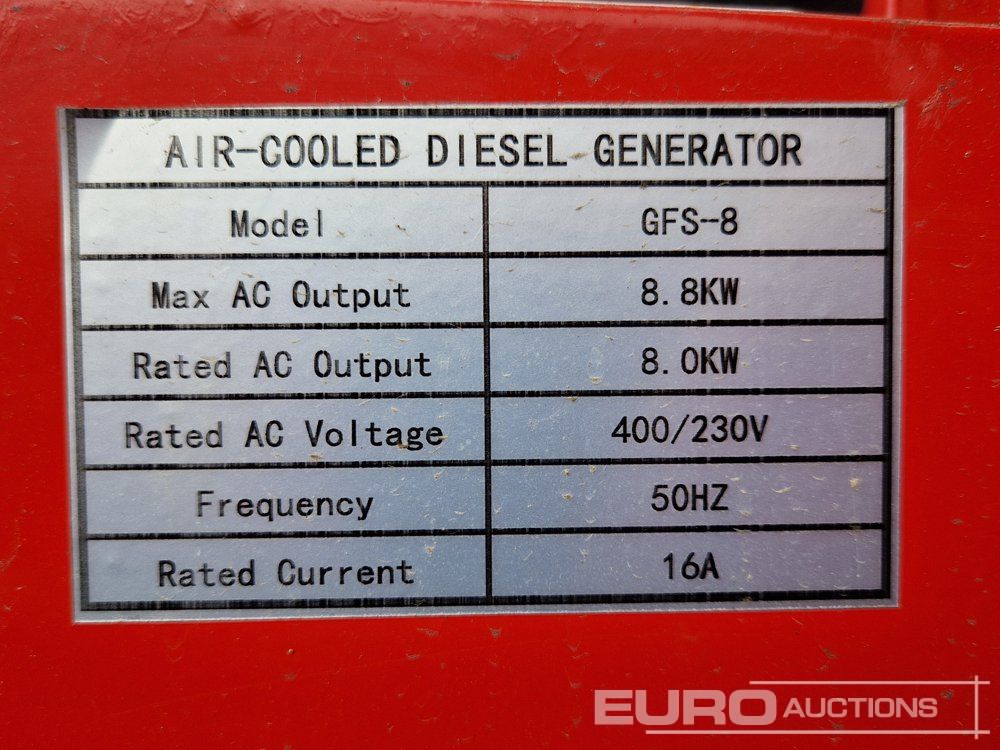 AIR-COOLED DIESEL GENERATOR
Model GFS-8
Max AC Output 8.8KW
Rated AC Output 8.0KW
Rated AC Voltage 400/230V
Frequency 50HZ
Rated Current 16A
EURO AUCTIONS